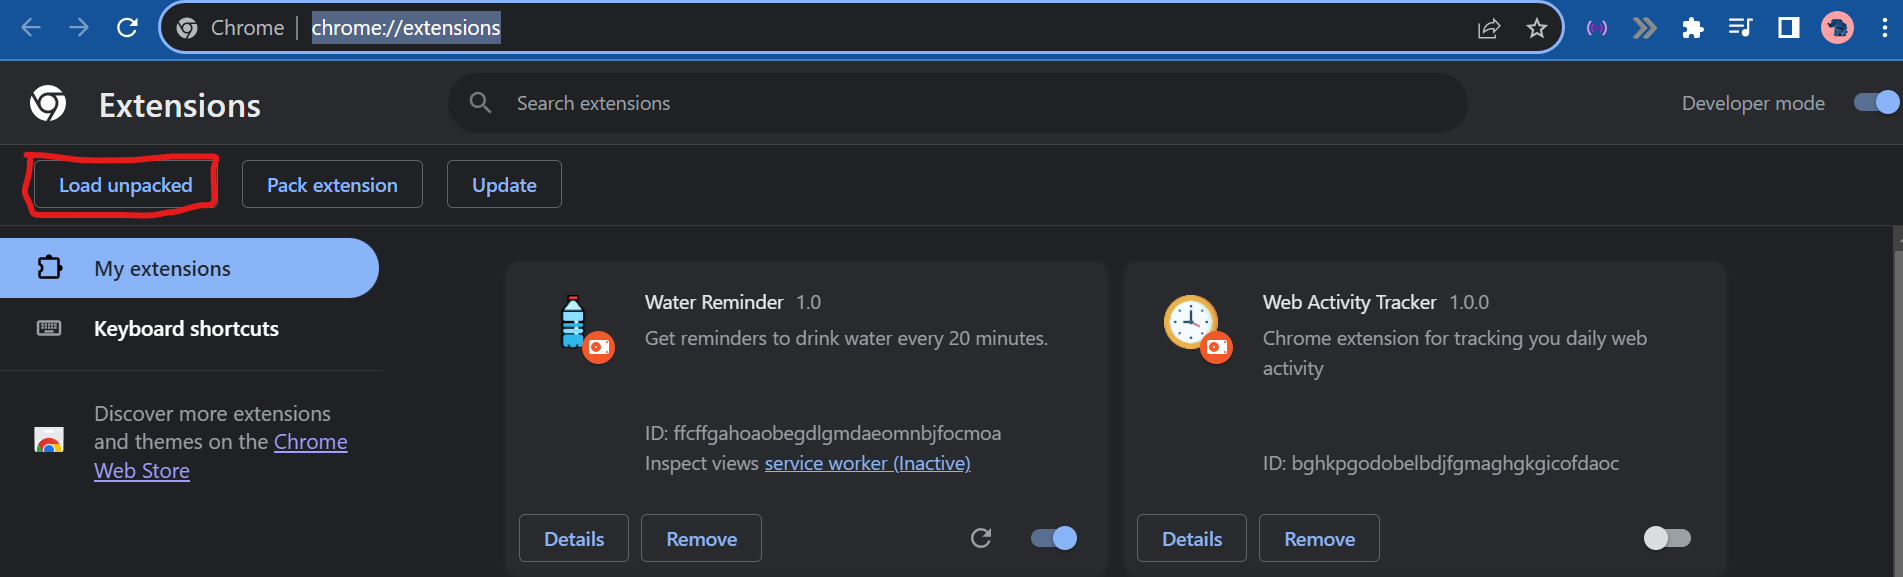 Chrome | chrome://extensions
Extensions
Search extensions
Developer mode
Load unpacked
Pack extension
Update
My extensions
Keyboard shortcuts
Discover more extensions
and themes on the Chrome
Web Store
Water Reminder 1.0
Get reminders to drink water every 20 minutes.
ID: ffcffgahoaobegdlgmdaeomnbjfocmoa
Inspect views service worker (Inactive)
Details
Remove
Web Activity Tracker 1.0.0
Chrome extension for tracking you daily web
activity
ID: bghkpgodobelbdjfgmaghgkgicofdaoc
Details
Remove